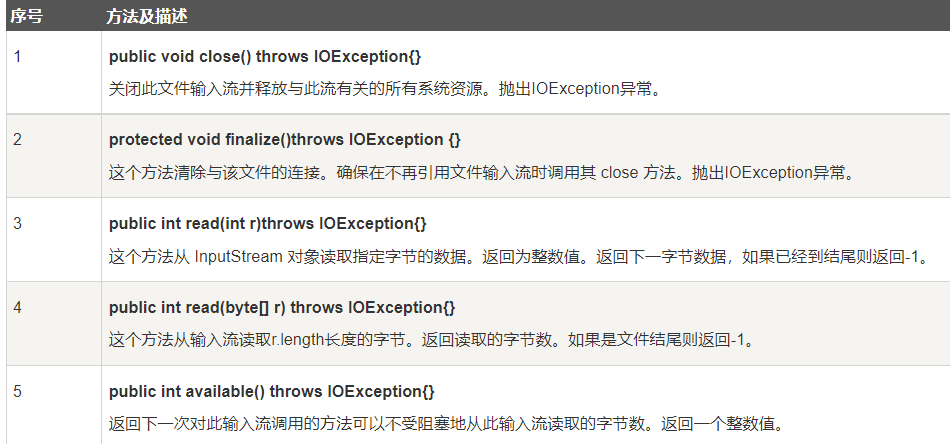 序号 方法及描述
1 public void close() throws IOException{}
关闭此文件输入流并释放与此流有关的所有系统资源。抛出IOException异常。
2 protected void finalize()throws IOException {}
这个方法清除与该文件的连接。确保在不再引用文件输入流时调用其 close 方法。抛出IOException异常。
3 public int read(int r)throws IOException{}
这个方法从 InputStream 对象读取指定字节的数据。返回为整数值。返回下一字节数据，如果已经到结尾则返回-1。
4 public int read(byte[] r) throws IOException{}
这个方法从输入流读取r.length长度的字节。返回读取的字节数。如果是文件结尾则返回-1。
5 public int available() throws IOException{}
返回下一次对此输入流调用的方法可以不受阻塞地从此输入流读取的字节数。返回一个整数值。